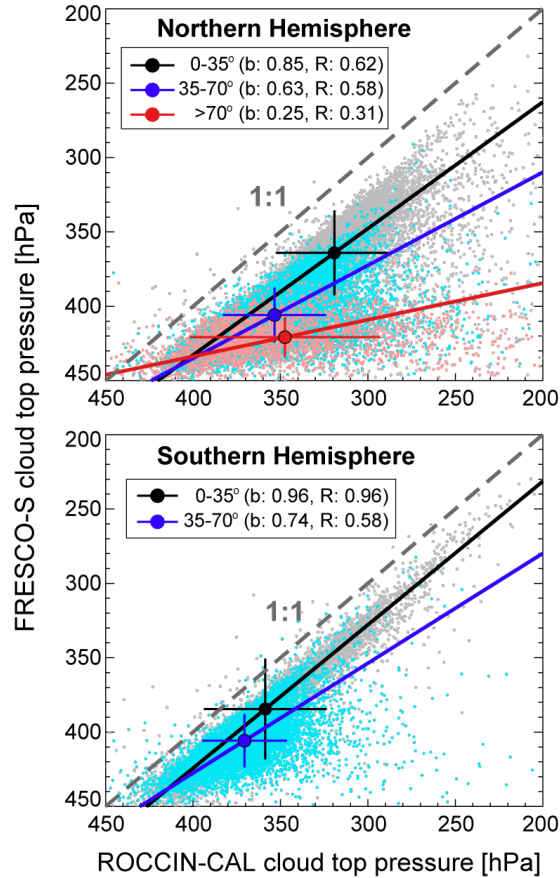 Northern Hemisphere
0-35° (b: 0.85, R: 0.62)
35-70° (b: 0.63, R: 0.58)
>70° (b: 0.25, R: 0.31)
1:1
200
250
300
350
400
450
450 400 350 300 250 200
Southern Hemisphere
0-35° (b: 0.96, R: 0.96)
35-70° (b: 0.74, R: 0.58)
1:1
200
250
300
350
400
450
450 400 350 300 250 200
FRESCO-S cloud top pressure [hPa]
ROCCIN-CAL cloud top pressure [hPa]